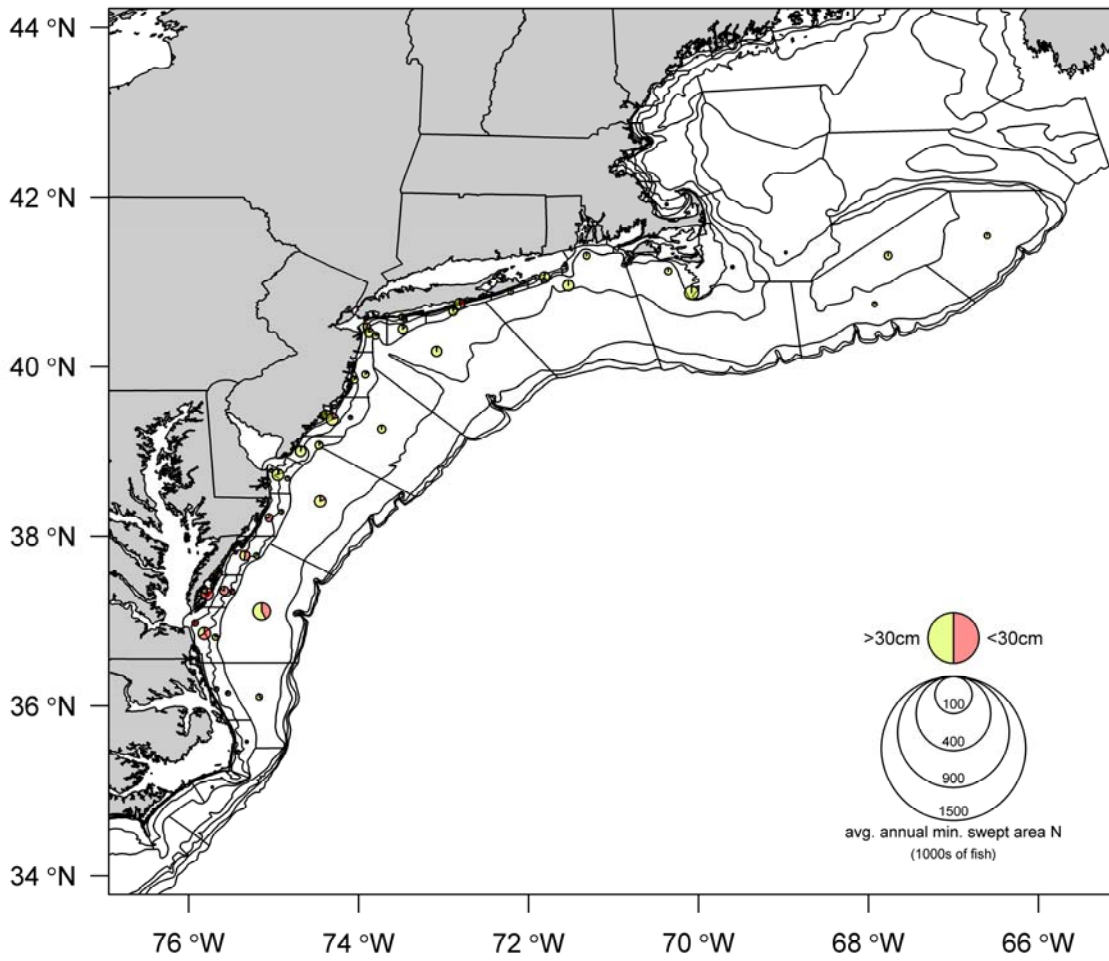 44 °N
42 °N
40 °N
38 °N
36 °N
34 °N
>30cm <30cm
100
400
900
1500
avg. annual min. swept area N
(1000s of fish)
76 °W 74 °W 72 °W 70 °W 68 °W 66 °W